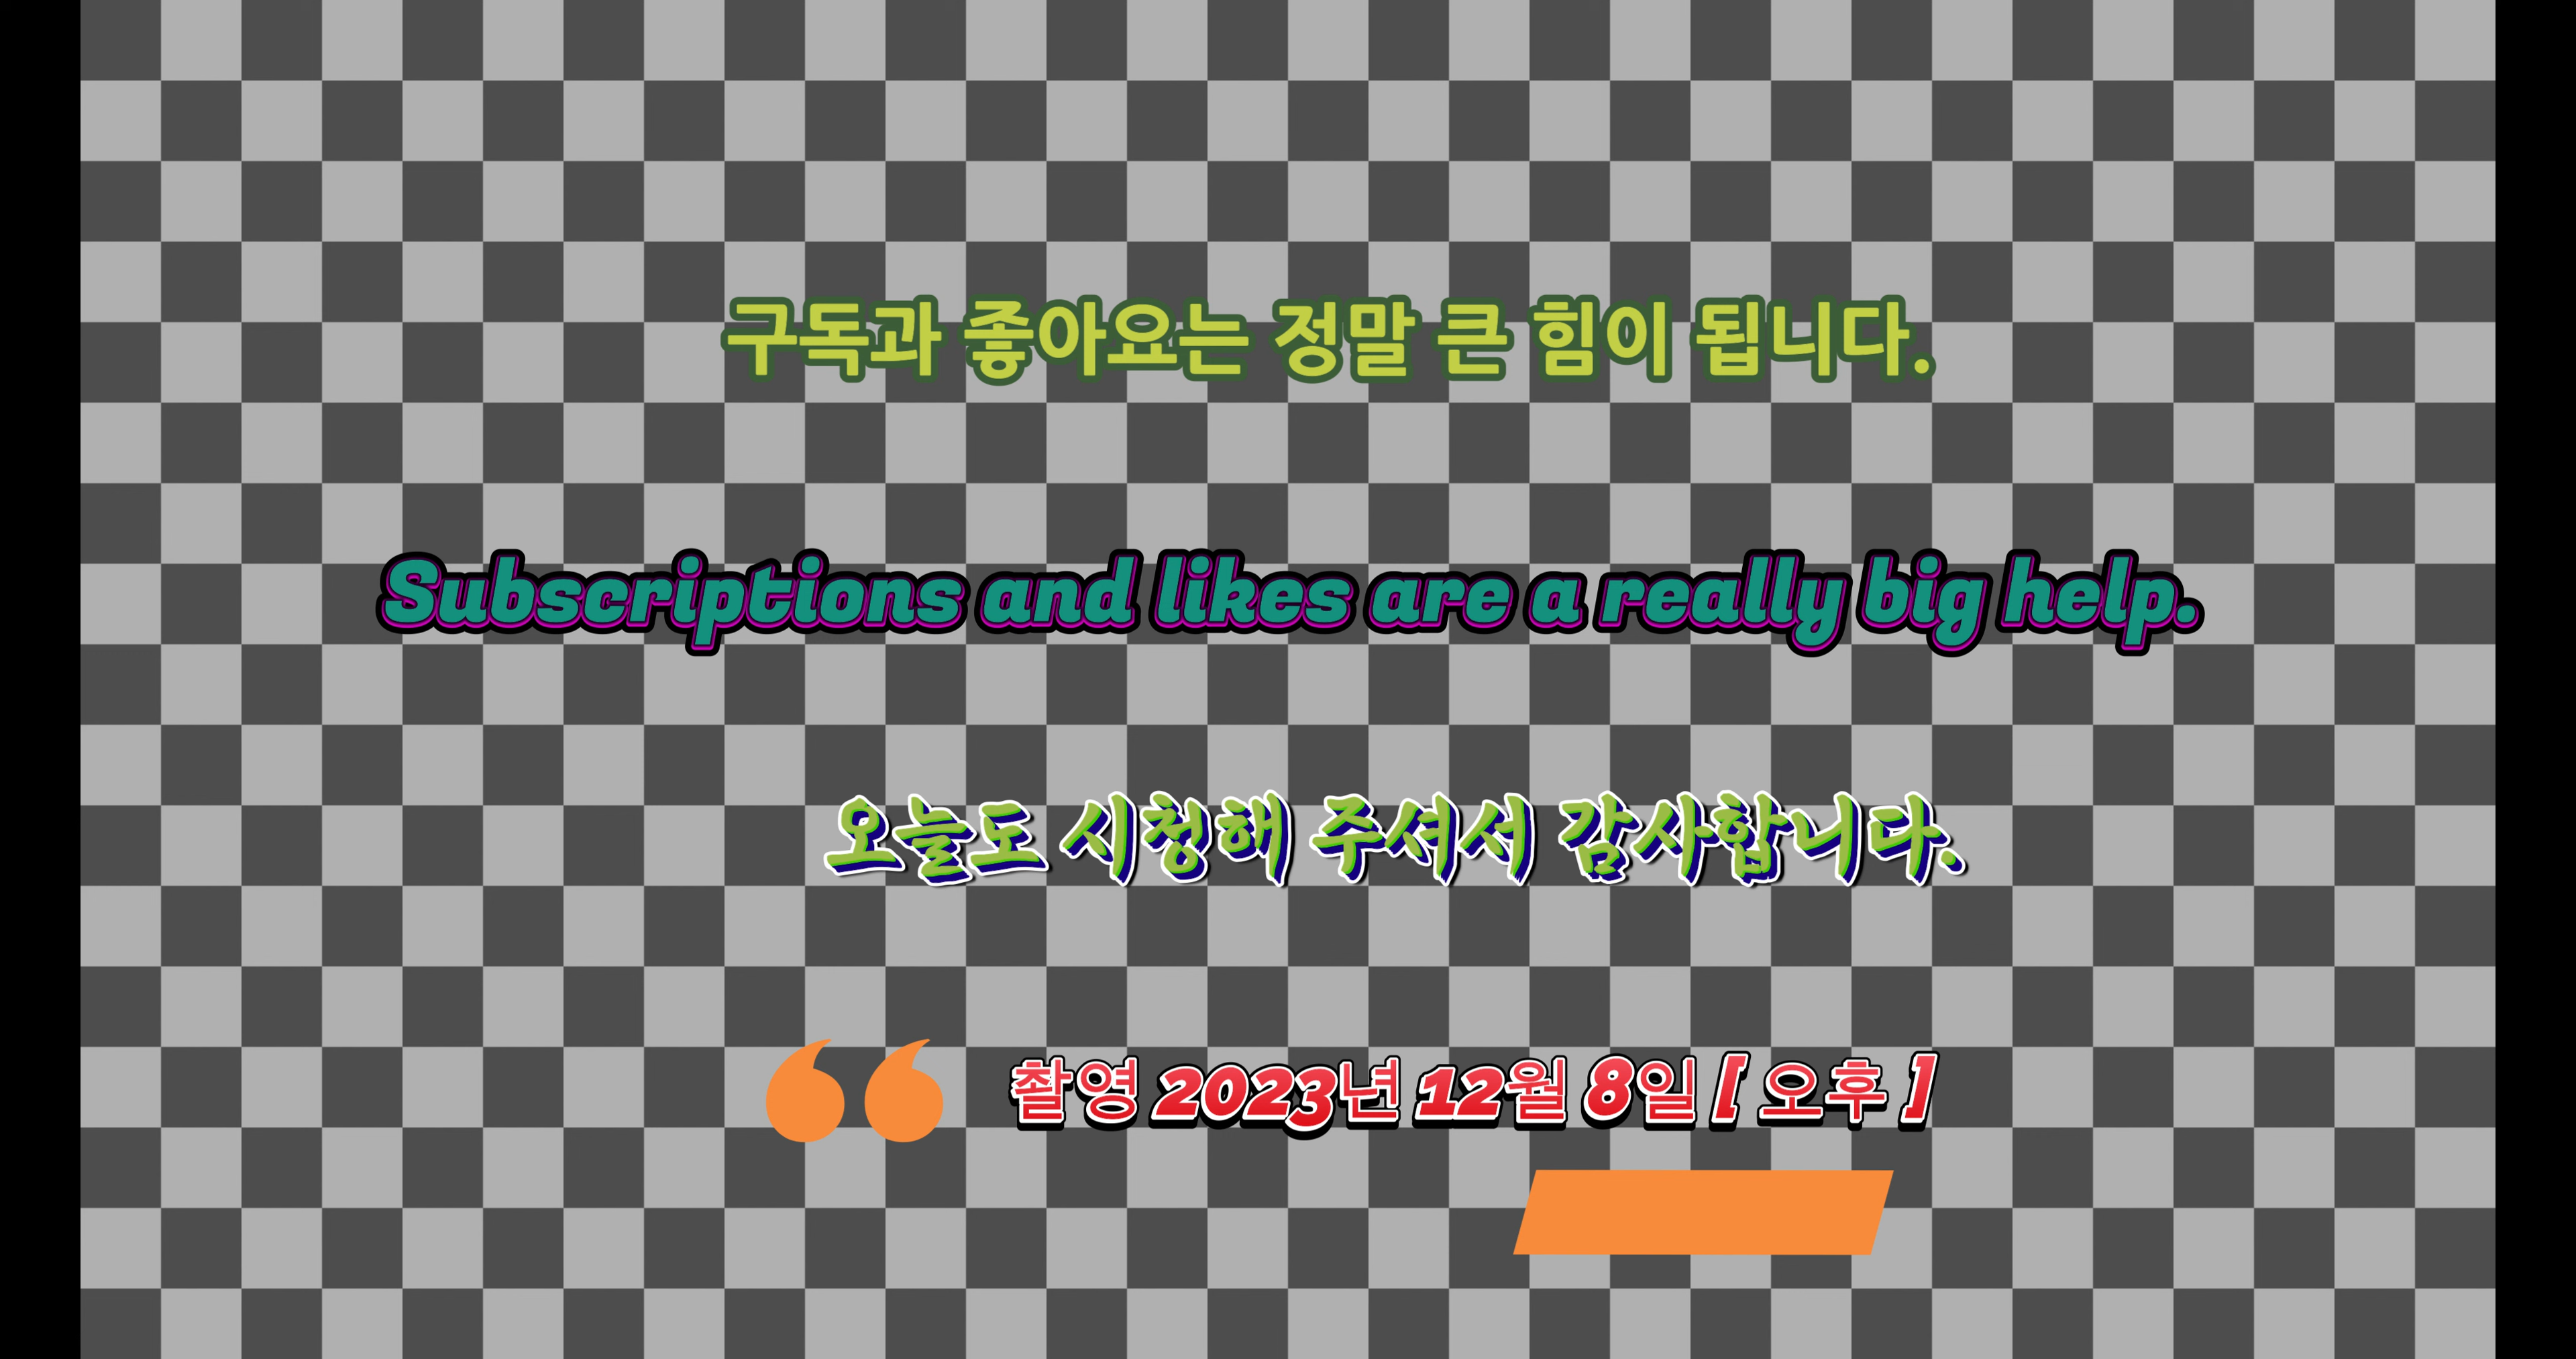 구독과 좋아요는 정말 큰 힘이 됩니다.
Subscriptions and likes are a really big help.
오늘도 시청해 주셔서 감사합니다.
“ 촬영 2023년 12월 8일 [ 오후 ]